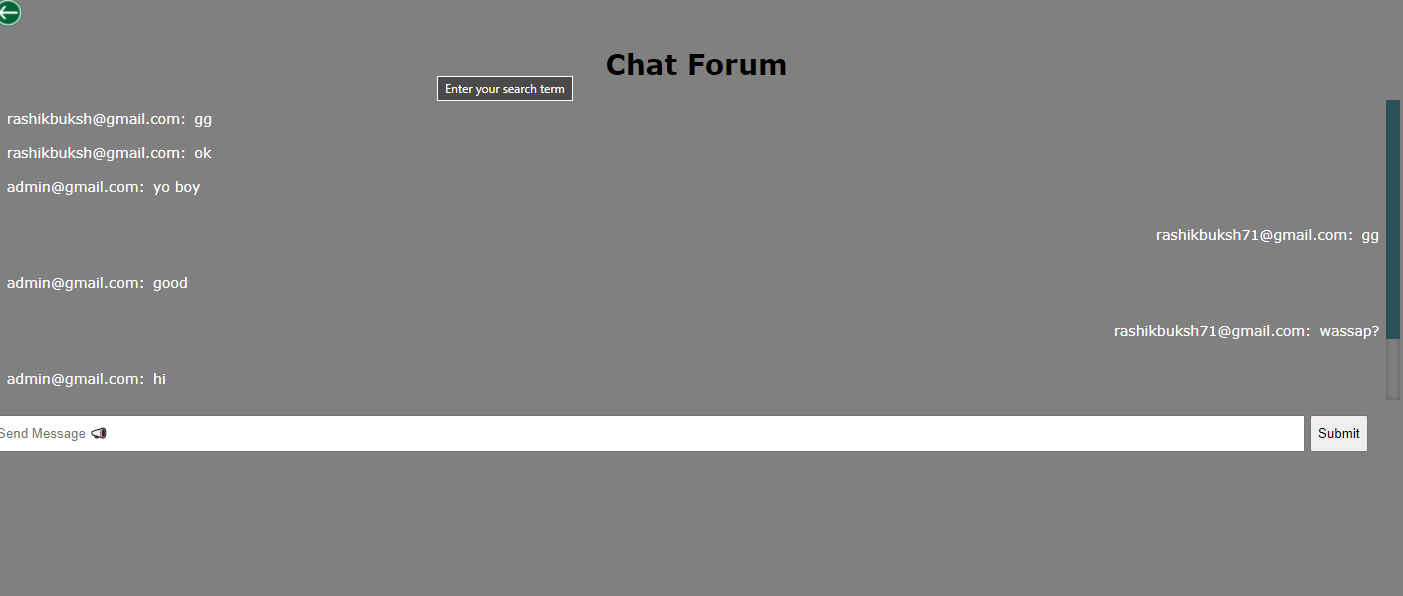 Chat Forum
Enter your search term
rashikbuksh@gmail.com: gg
rashikbuksh@gmail.com: ok
admin@gmail.com: yo boy
rashikbuksh71@gmail.com: gg
admin@gmail.com: good
rashikbuksh71@gmail.com: wassap?
admin@gmail.com: hi
Send Message 📢
Submit